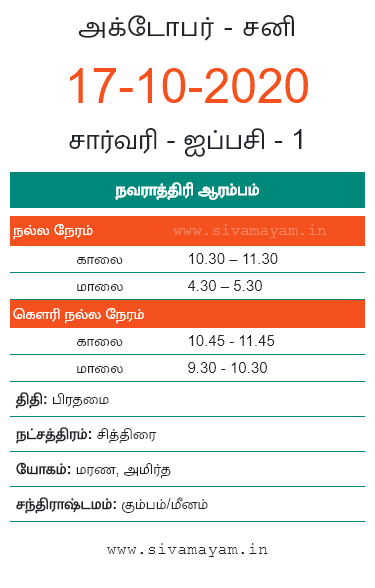 அக்டோபர் - சனி
17-10-2020
சார்வரி - ஐப்பசி - 1
நவராத்திரி ஆரம்பம்
நல்ல நேரம் www.sivamayam.in
காலை 10.30 – 11.30
மாலை 4.30 – 5.30
கௌரி நல்ல நேரம்
காலை 10.45 - 11.45
மாலை 9.30 - 10.30
திதி: பிரதமை
நட்சத்திரம்: சித்திரை
யோகம்: மரண, அமிர்த
சந்திராஷ்டமம்: கும்பம்/மீனம்
www.sivamayam.in